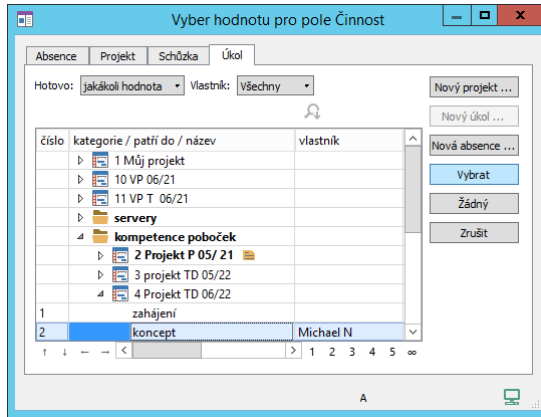 Vyber hodnotu pro pole Činnost
Absence Projekt Schůzka Úkol
Hotovo: jakákoli hodnota Vlastník: Všechny
Nový projekt ...
Nový úkol ...
číslo kategorie / patří do / název vlastník
Nová absence ...
1 Můj projekt
10 VP 06/21
Vybrat
11 VP T 06/21
Žádný
servery
kompetence poboček
Zrušit
2 Projekt P 05/ 21
3 projekt TD 05/22
4 Projekt TD 06/22
1 zahájení
2 koncept Michael N
1 2 3 4 5 ∞
A